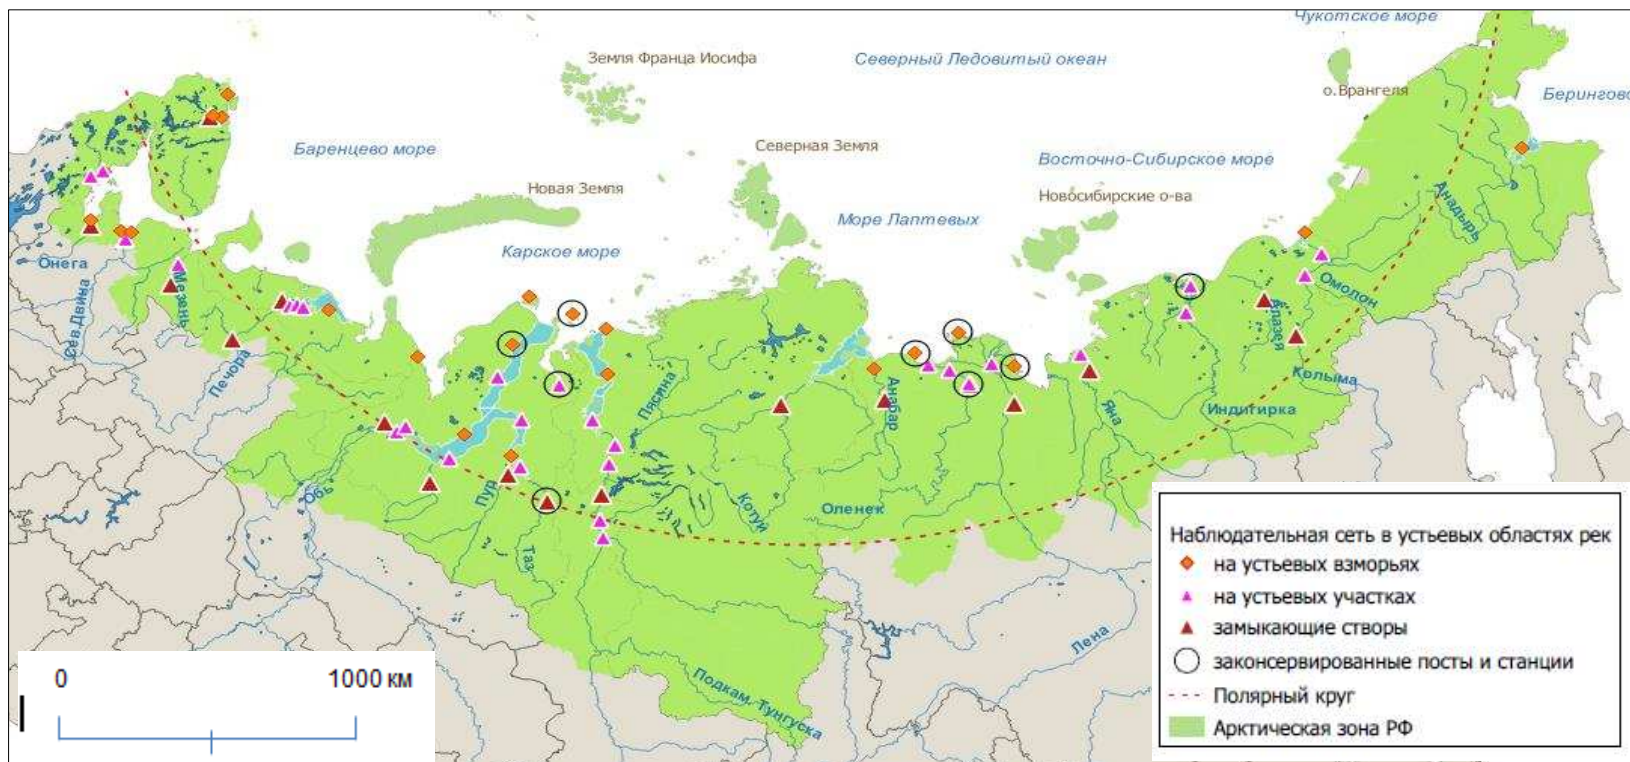 Чукотское море
Земля Франца Иосифа
Северный Ледовитый океан
о.Врангеля
Берингово
Баренцево море
Северная Земля
Восточно-Сибирское море
Новая Земля
Новосибирские о-ва
Море Лаптевых
Анадырь
Карское море
Онега
Мезень
Омолон
Сев.Двина
Алазея
Печора
Колыма
Пясина
Анабар
Яна
Индигирка
Обь
Пур
Котуй
Оленек
Таз
Лена
Подкам. Тунгуска
Наблюдательная сеть в устьевых областях рек
на устьевых взморьях
на устьевых участках
замыкающие створы
законсервированные посты и станции
Полярный круг
Арктическая зона РФ
0 1000 км